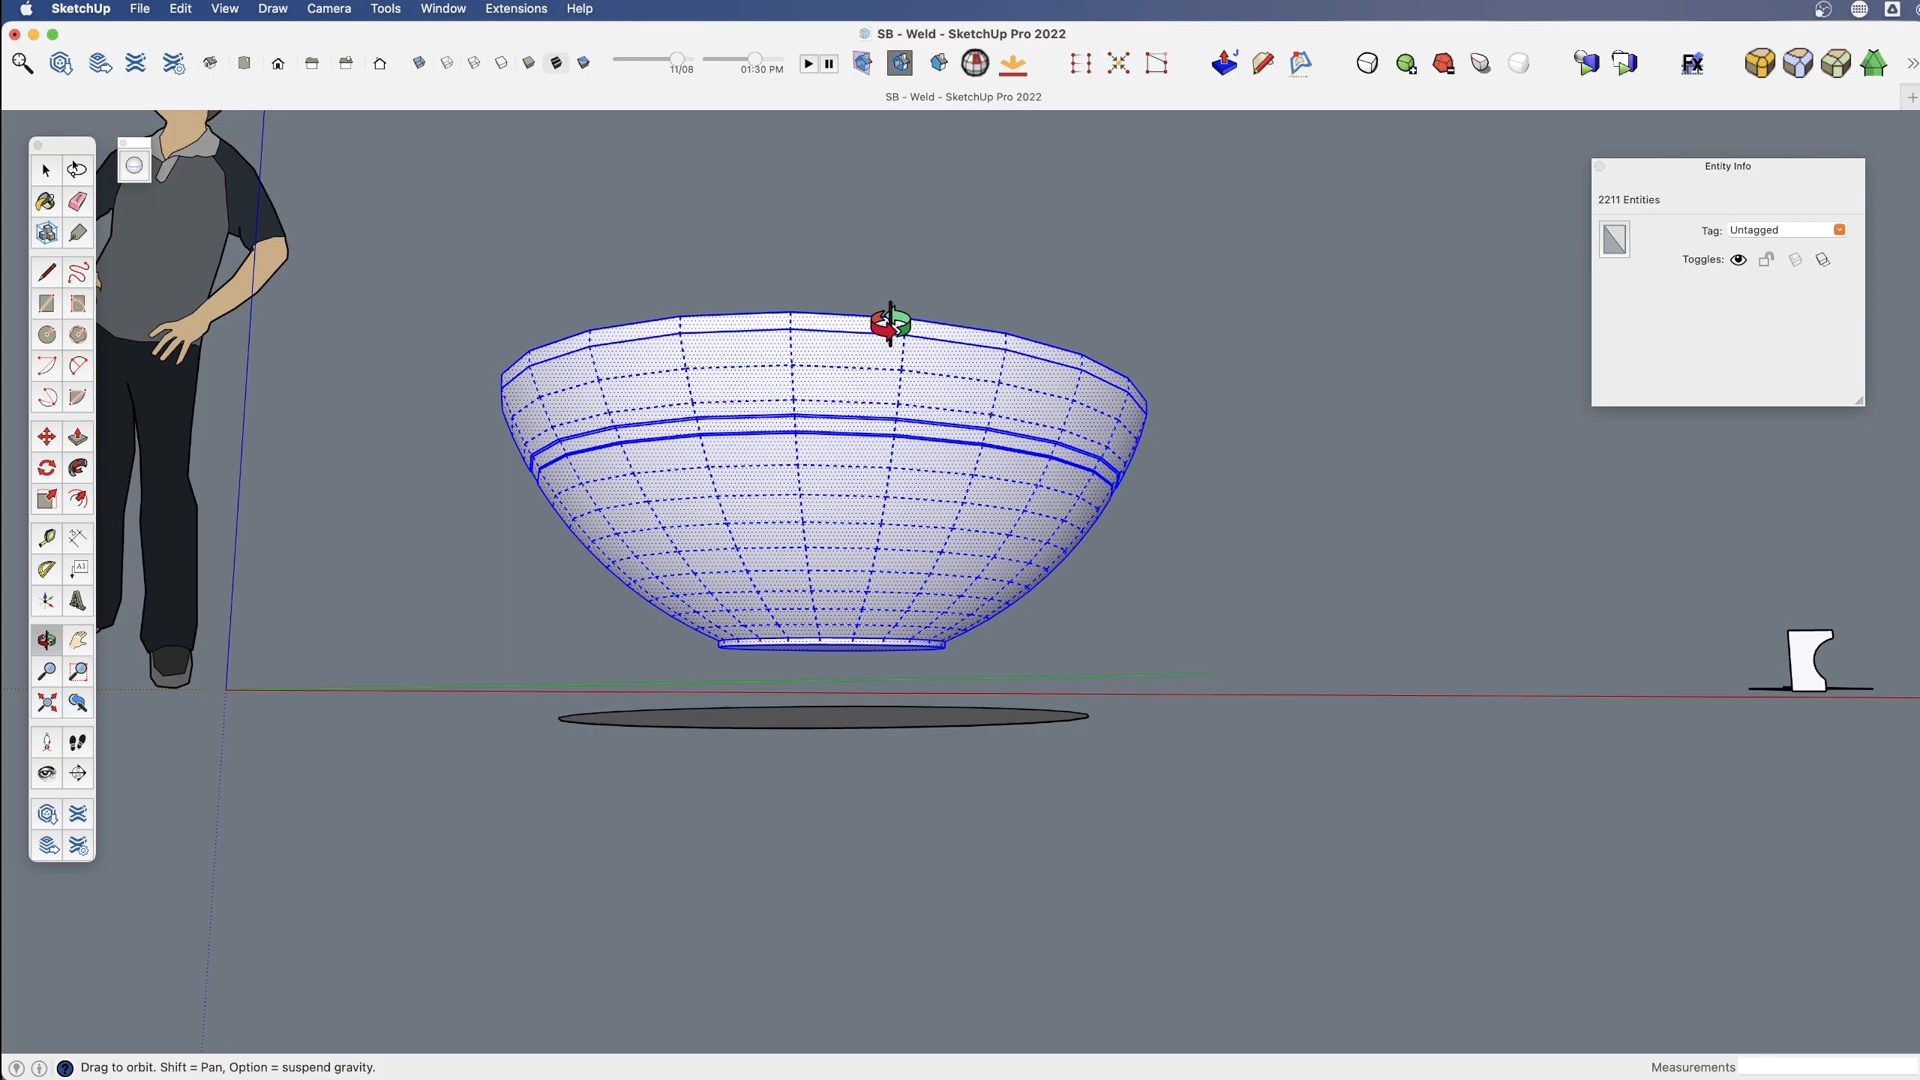 SketchUp File Edit View Draw Camera Tools Window Extensions Help
SB - Weld - SketchUp Pro 2022
11/08 01:30 PM
FX
SB - Weld - SketchUp Pro 2022
Entity Info
2211 Entities
Tag: Untagged
Toggles:
A1
Drag to orbit. Shift = Pan, Option = suspend gravity.
Measurements